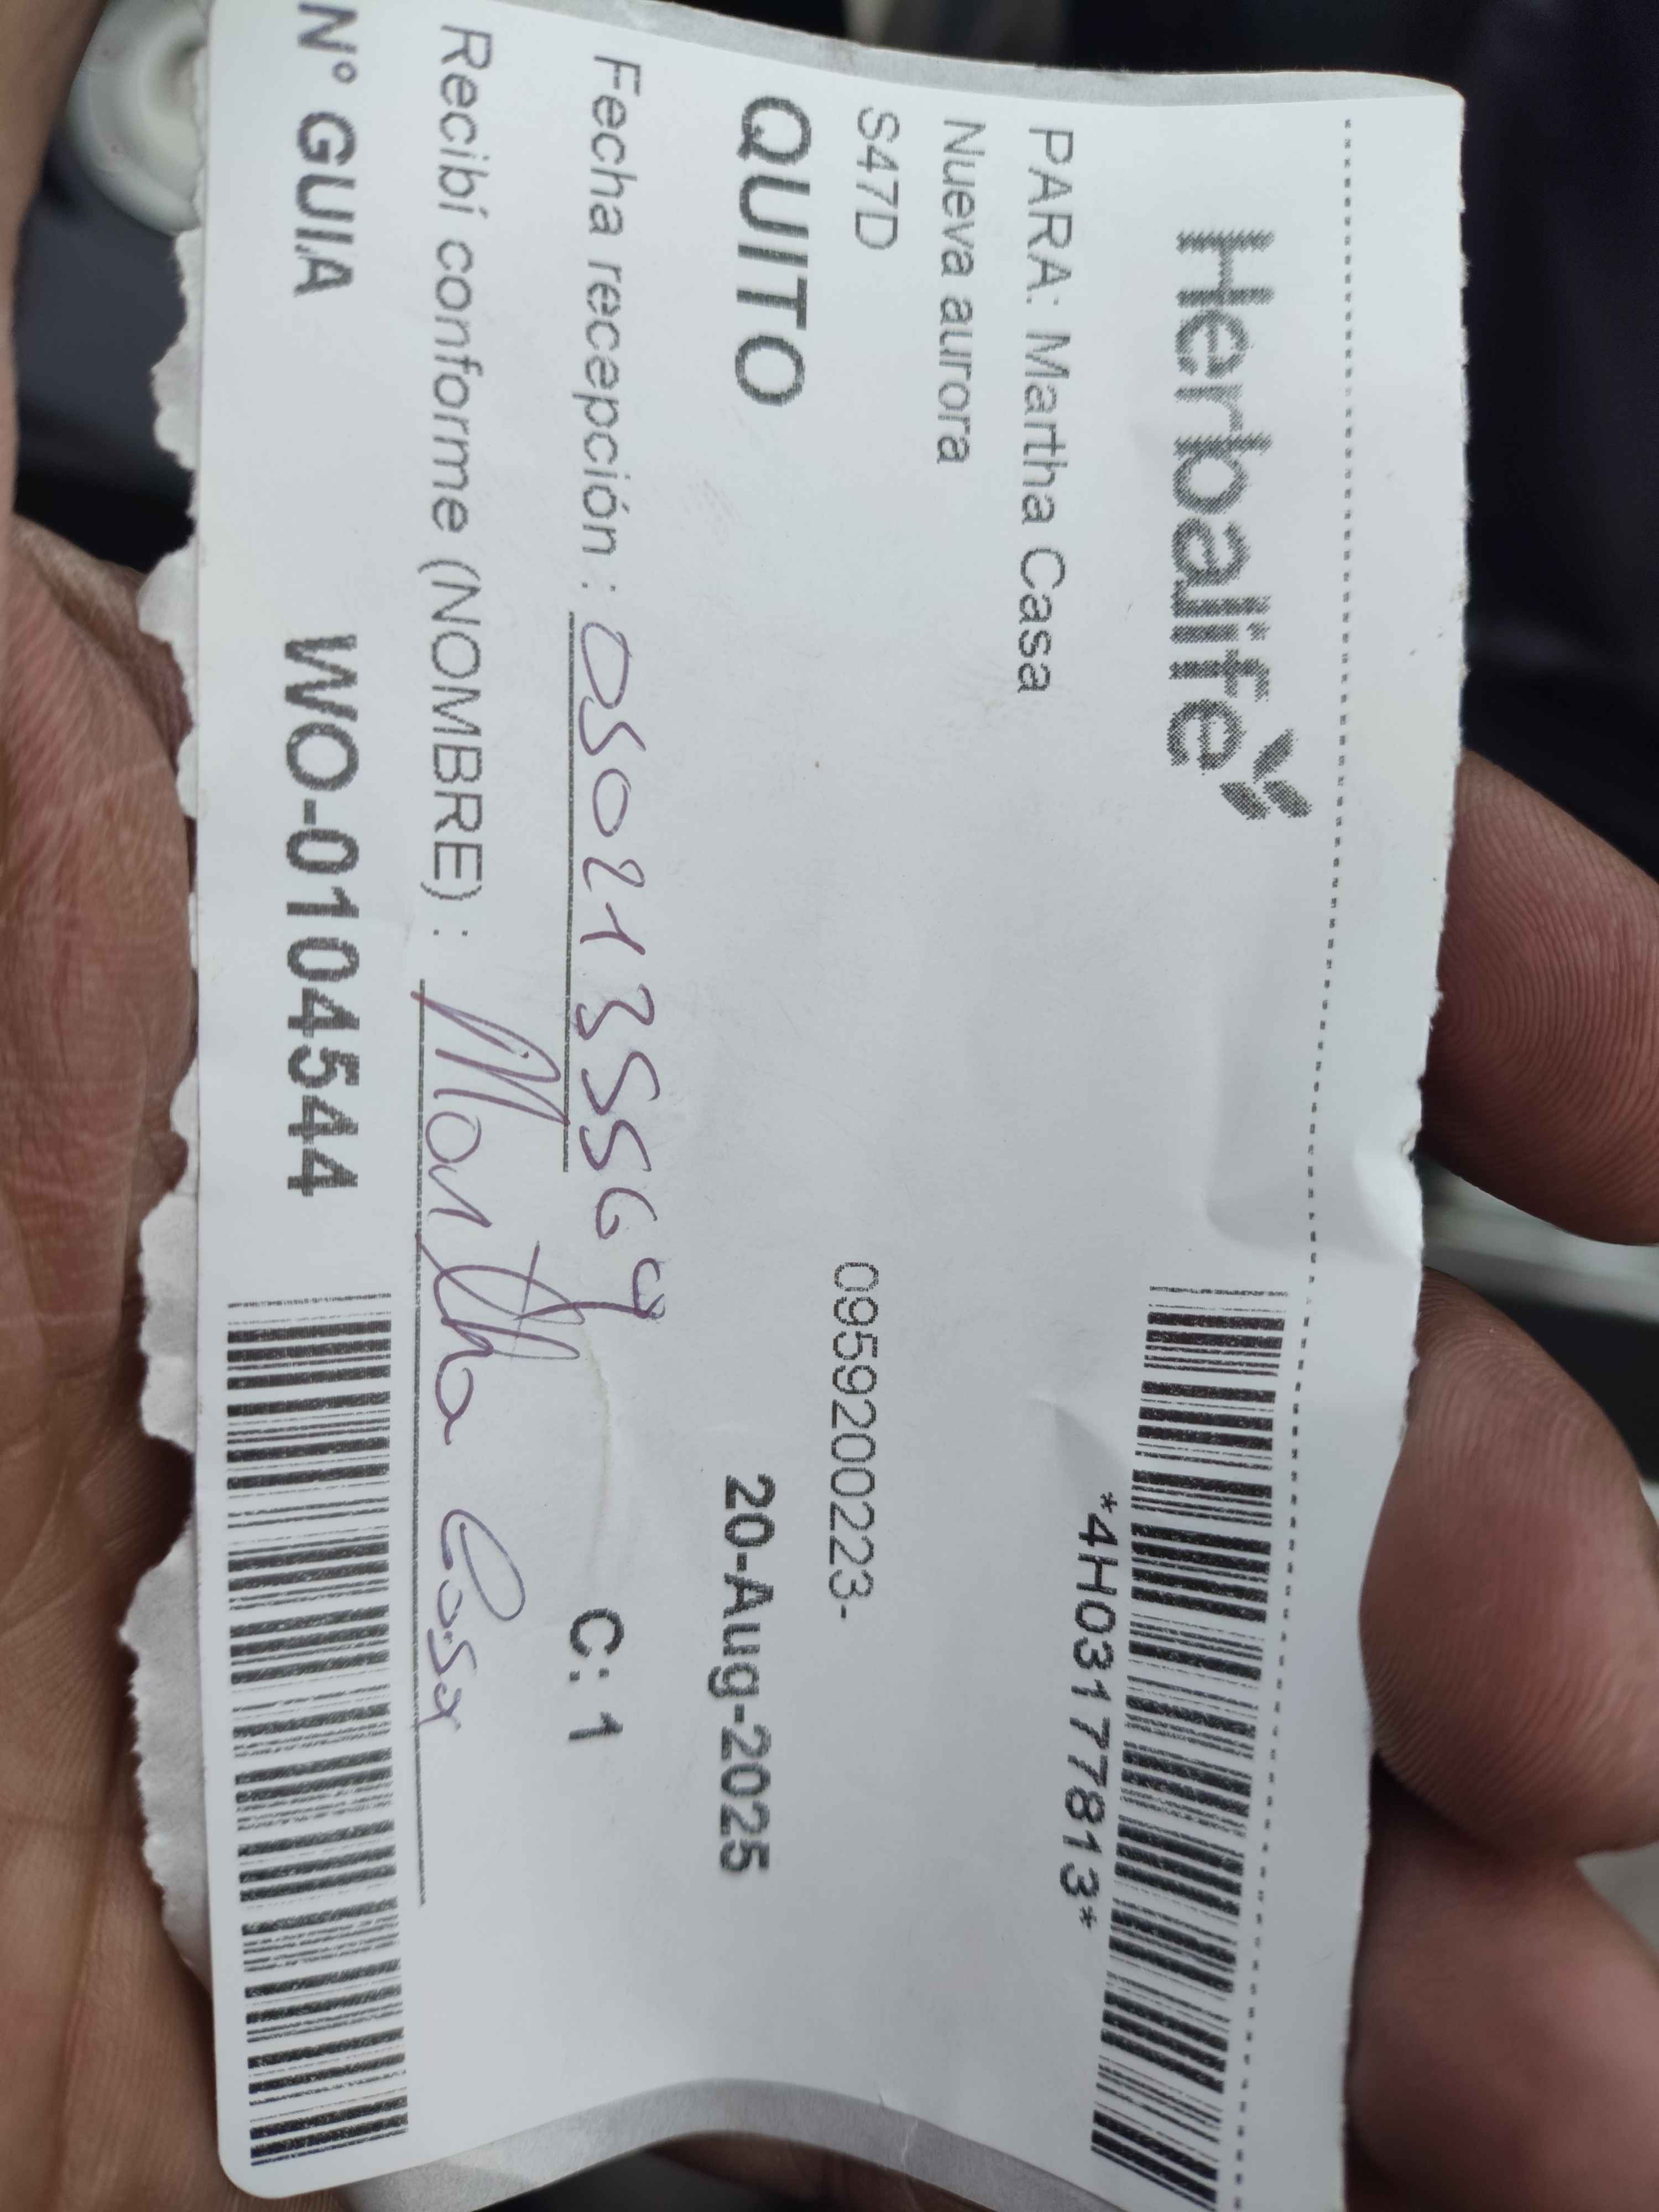 Herbalife
*4H03177813*
PARA: Martha Casa
Nueva aurora
S47D 0959200223-
QUITO 20-Aug-2025
Fecha recepción : 0502135569
C: 1
Recibí conforme (NOMBRE) : Martha Casa
N° GUIA WO-0104544